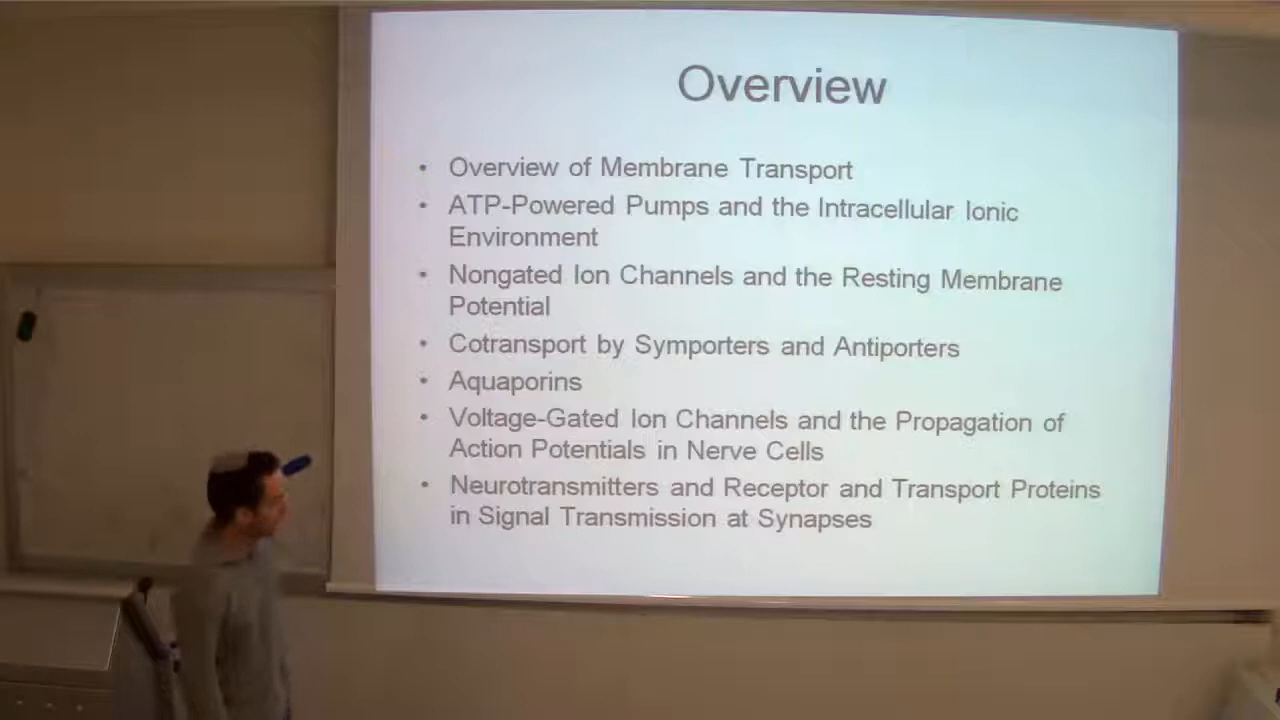 Overview
• Overview of Membrane Transport
• ATP-Powered Pumps and the Intracellular Ionic
Environment
• Nongated Ion Channels and the Resting Membrane
Potential
• Cotransport by Symporters and Antiporters
• Aquaporins
• Voltage-Gated Ion Channels and the Propagation of
Action Potentials in Nerve Cells
• Neurotransmitters and Receptor and Transport Proteins
in Signal Transmission at Synapses